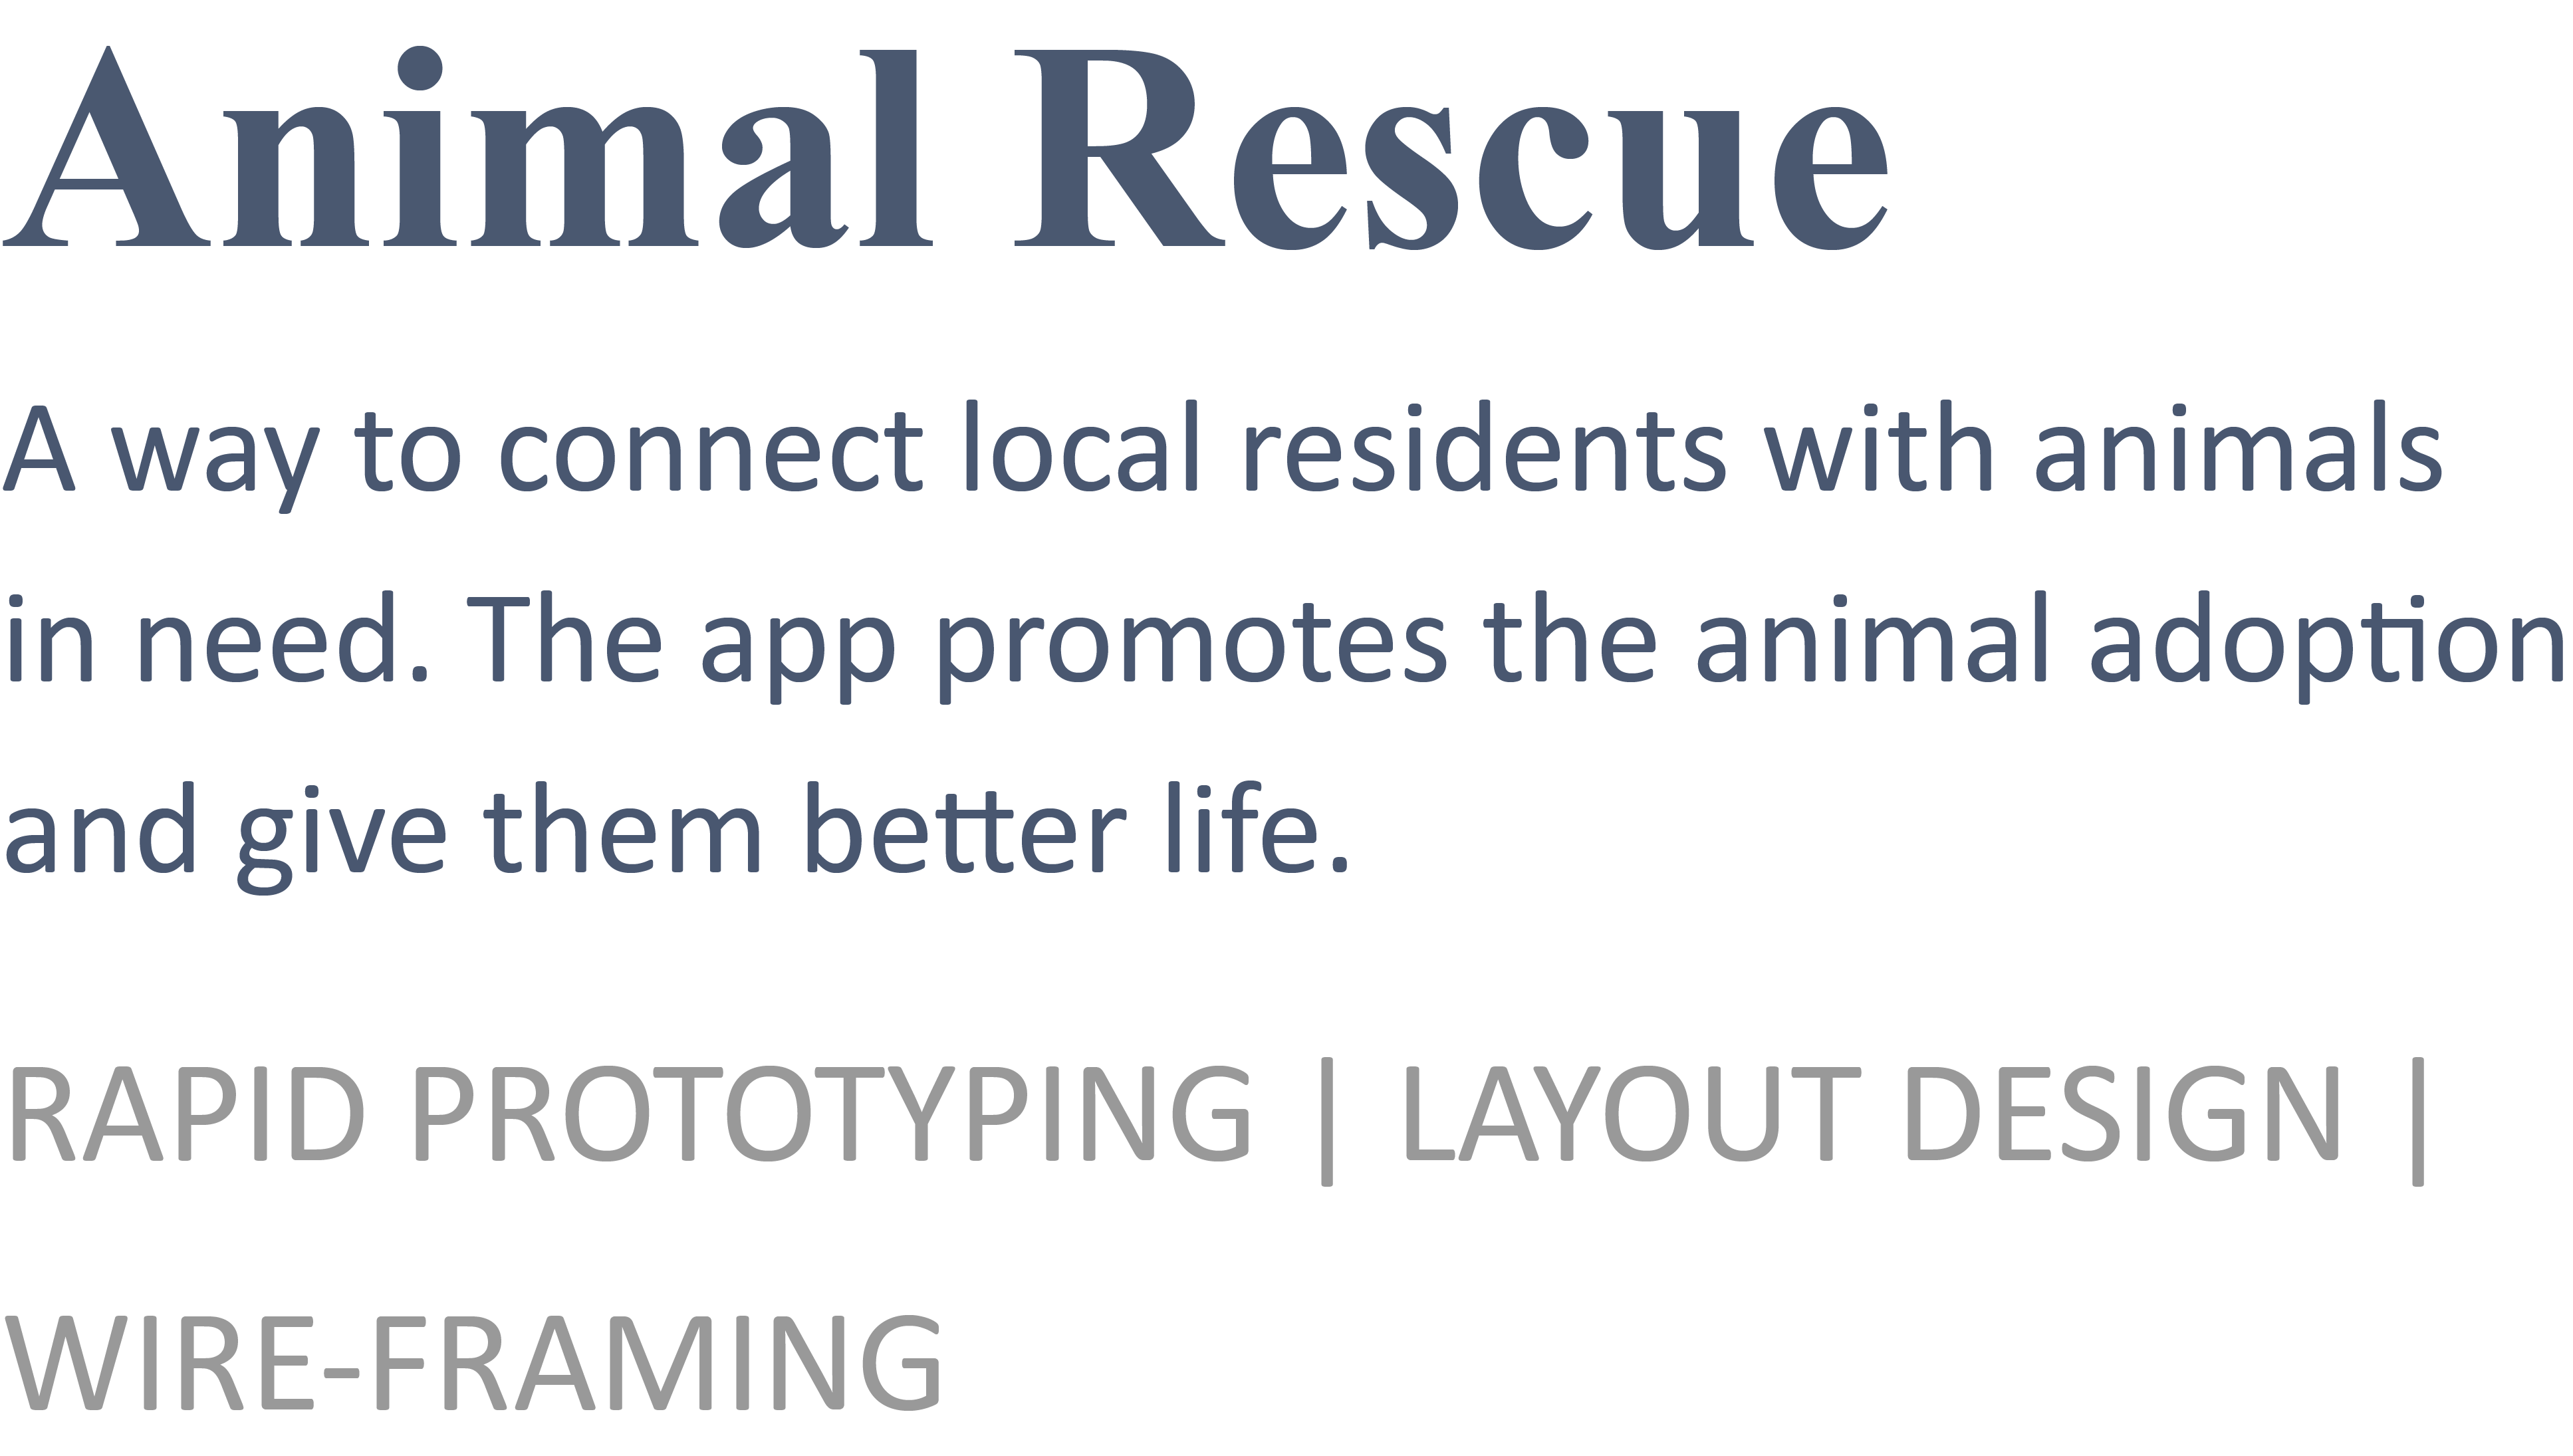 Animal Rescue
A way to connect local residents with animals
in need. The app promotes the animal adoption
and give them better life.
RAPID PROTOTYPING | LAYOUT DESIGN |
WIRE-FRAMING